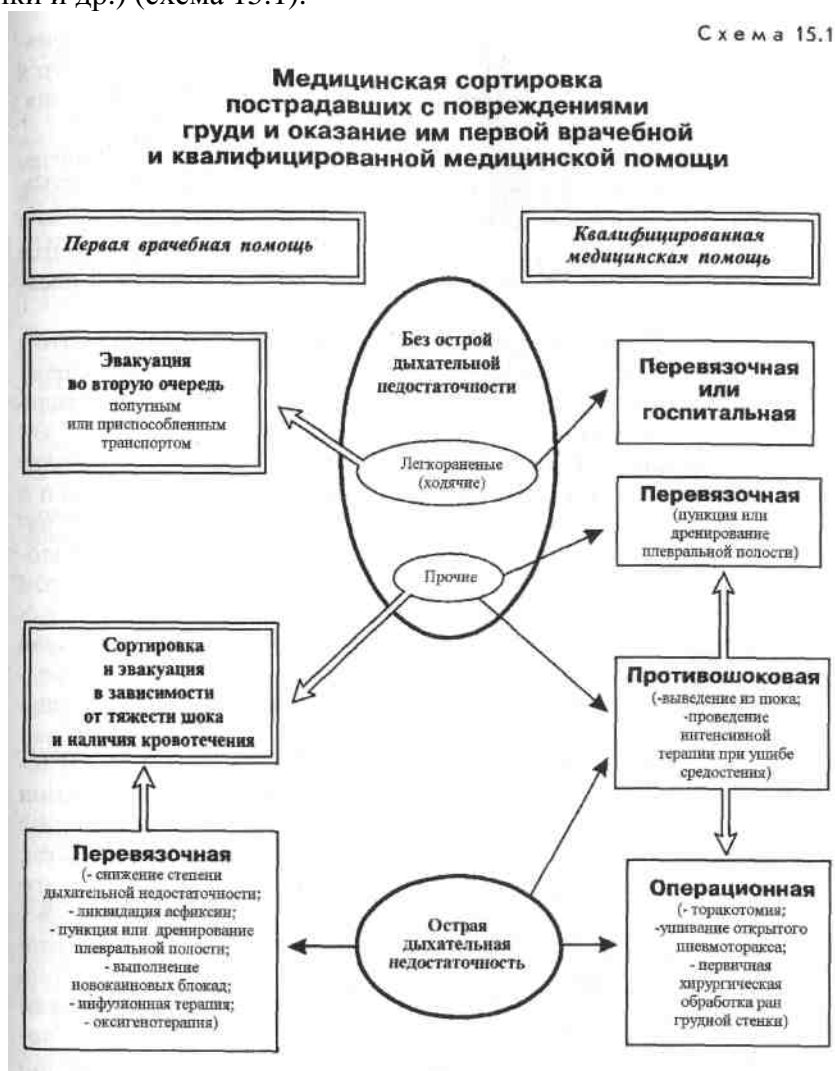 ки и др.) (схема 15.1).
Схема 15.1
Медицинская сортировка
пострадавших с повреждениями
груди и оказание им первой врачебной
и квалифицированной медицинской помощи
Первая врачебная помощь
Квалифицированная
медицинская помощь
Без острой
дыхательной
недостаточности
Эвакуация
во вторую очередь
попутным
или приспособленным
транспортом
Перевязочная
или
госпитальная
Легкораненые
(ходячие)
Перевязочная
(пункция или
дренирование
плевральной полости)
Прочие
Сортировка
и эвакуация
в зависимости
от тяжести шока
и наличия кровотечения
Противошоковая
(-выведение из шока;
-проведение
интенсивной
терапии при ушибе
средостения)
Перевязочная
(- снижение степени
дыхательной недостаточности;
- ликвидация асфиксии;
- пункция или дренирование
плевральной полости;
- выполнение
новокаиновых блокад;
- инфузионная терапия;
- оксигенотерапия)
Острая
дыхательная
недостаточность
Операционная
(- торакотомия;
-ушивание открытого
пневмоторакса;
- первичная
хирургическая
обработка ран
грудной стенки)